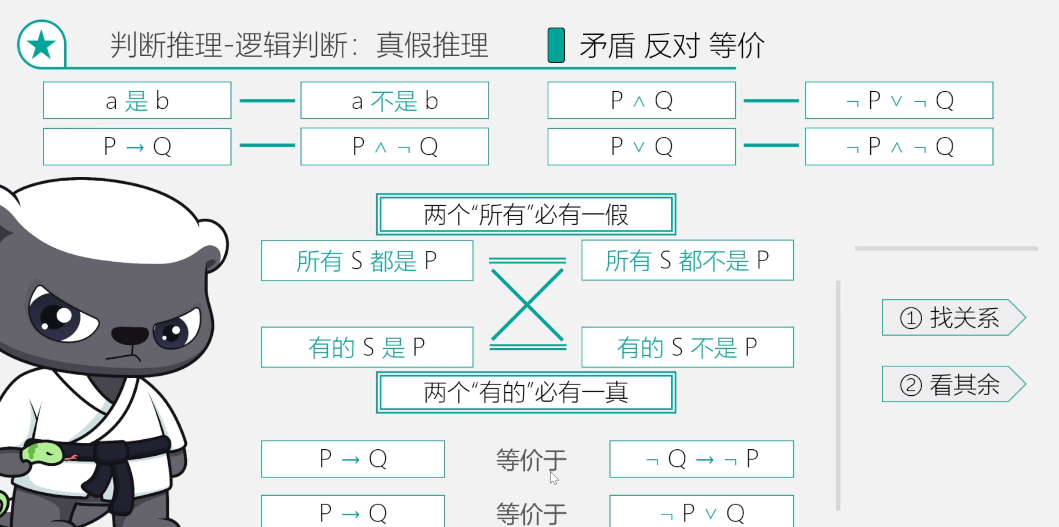 判断推理-逻辑判断：真假推理
矛盾 反对 等价
a 是 b
a 不是 b
P ∧ Q
¬ P ∨ ¬ Q
P → Q
P ∧ ¬ Q
P ∨ Q
¬ P ∧ ¬ Q
两个“所有”必有一假
所有 S 都是 P
所有 S 都不是 P
有的 S 是 P
有的 S 不是 P
两个“有的”必有一真
① 找关系
② 看其余
P → Q
等价于
¬ Q → ¬ P
P → Q
等价于
¬ P ∨ Q